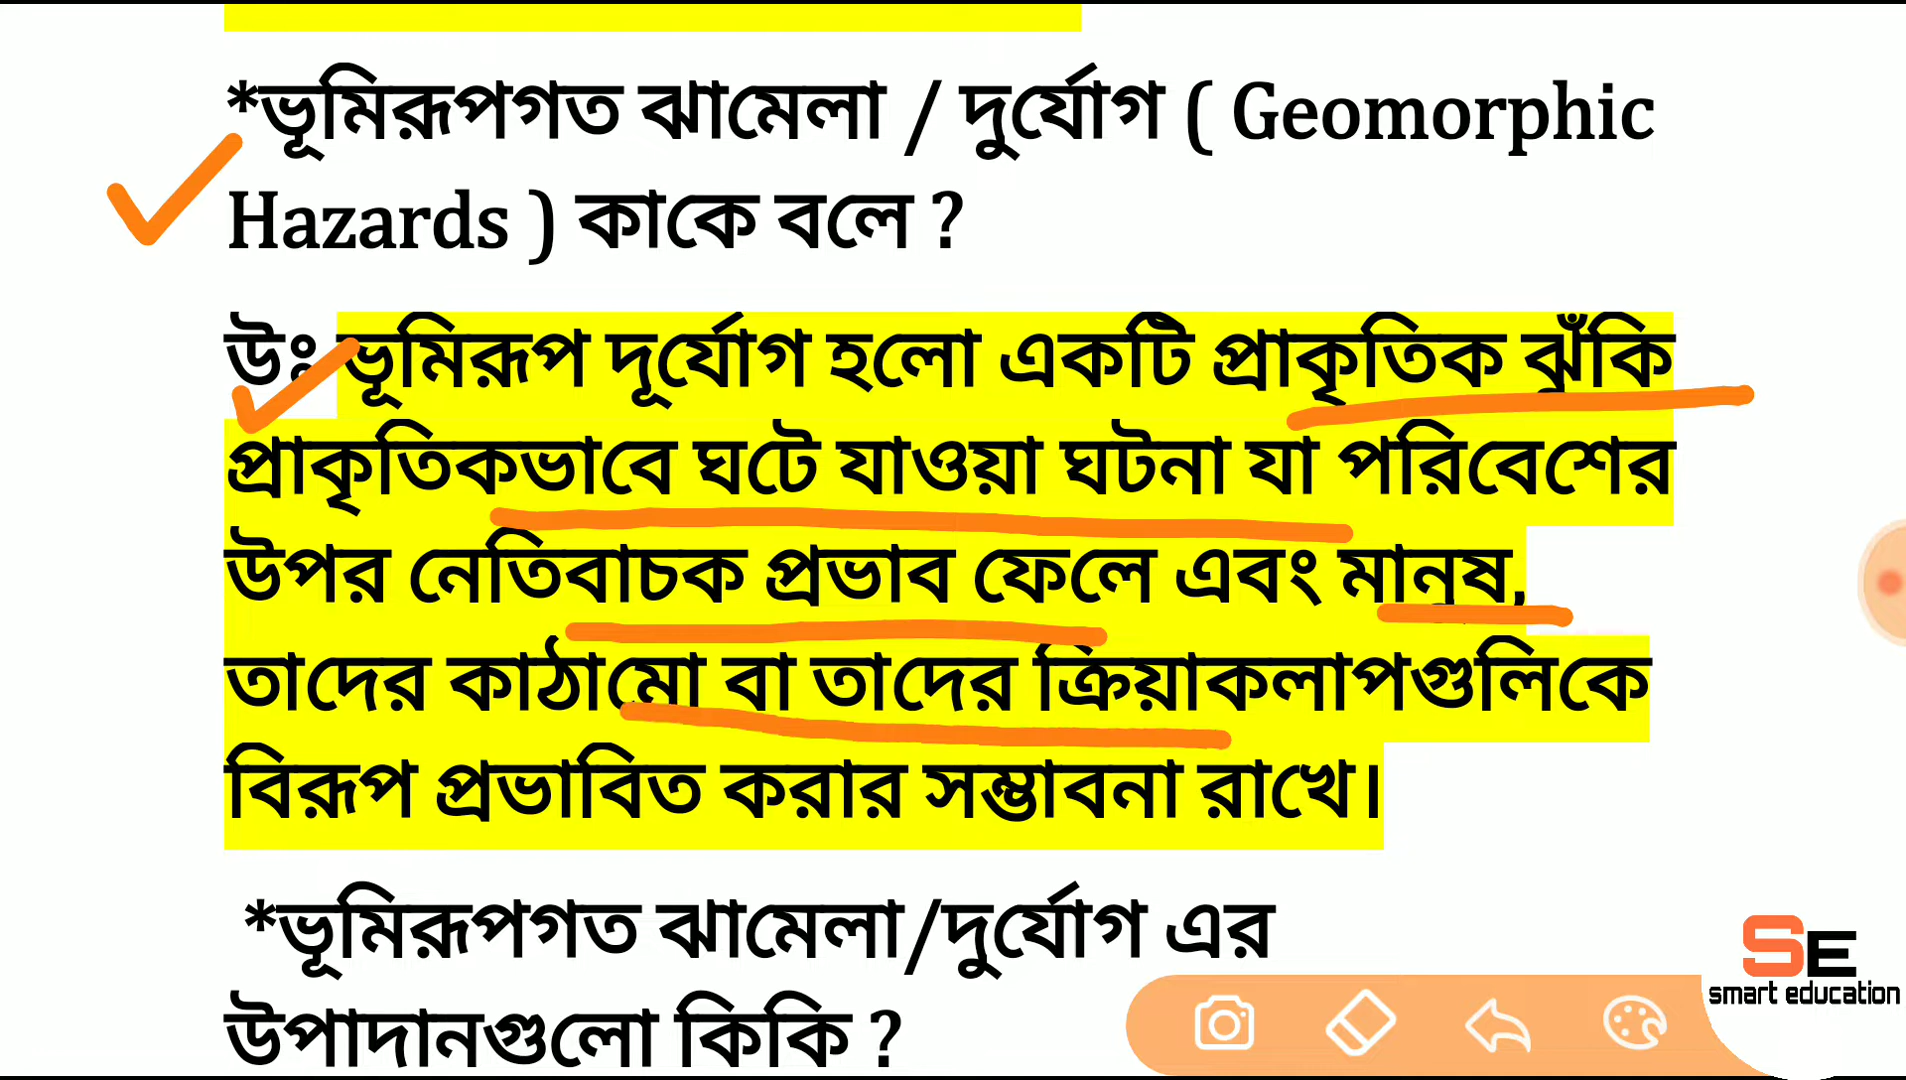 *ভূমিরূপগত ঝামেলা / দুর্যোগ ( Geomorphic
Hazards ) কাকে বলে ?
উঃ ভূমিরূপ দূর্যোগ হলো একটি প্রাকৃতিক ঝুঁকি
প্রাকৃতিকভাবে ঘটে যাওয়া ঘটনা যা পরিবেশের
উপর নেতিবাচক প্রভাব ফেলে এবং মানুষ,
তাদের কাঠামো বা তাদের ক্রিয়াকলাপগুলিকে
বিরূপ প্রভাবিত করার সম্ভাবনা রাখে।
*ভূমিরূপগত ঝামেলা/দুর্যোগ এর
উপাদানগুলো কিকি ?
SE
smart education